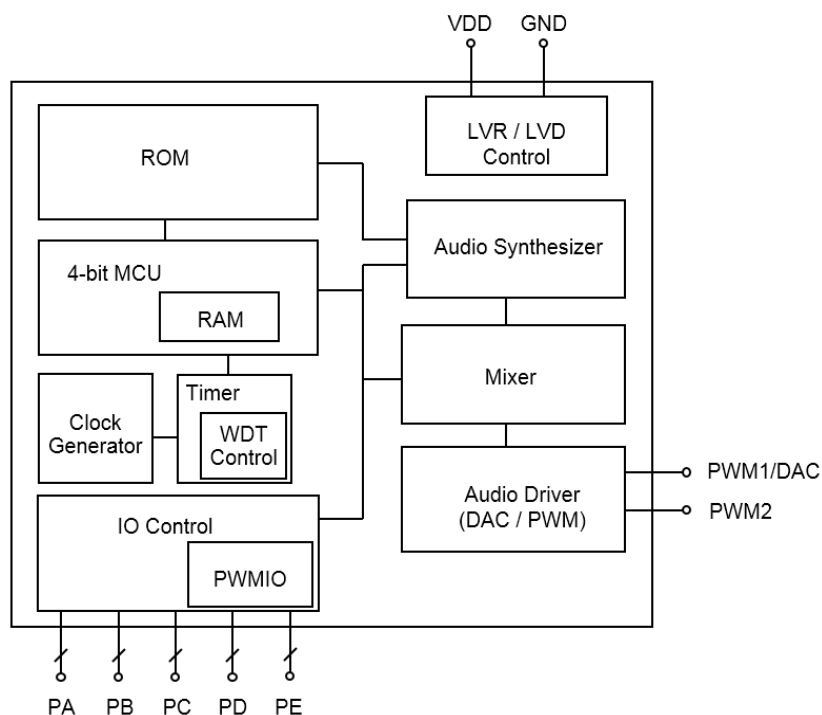 VDD GND
LVR / LVD
Control
ROM
Audio Synthesizer
4-bit MCU
RAM
Mixer
Timer
Clock
Generator
WDT
Control
PWM1/DAC
Audio Driver
(DAC / PWM)
PWM2
IO Control
PWMIO
PA PB PC PD PE